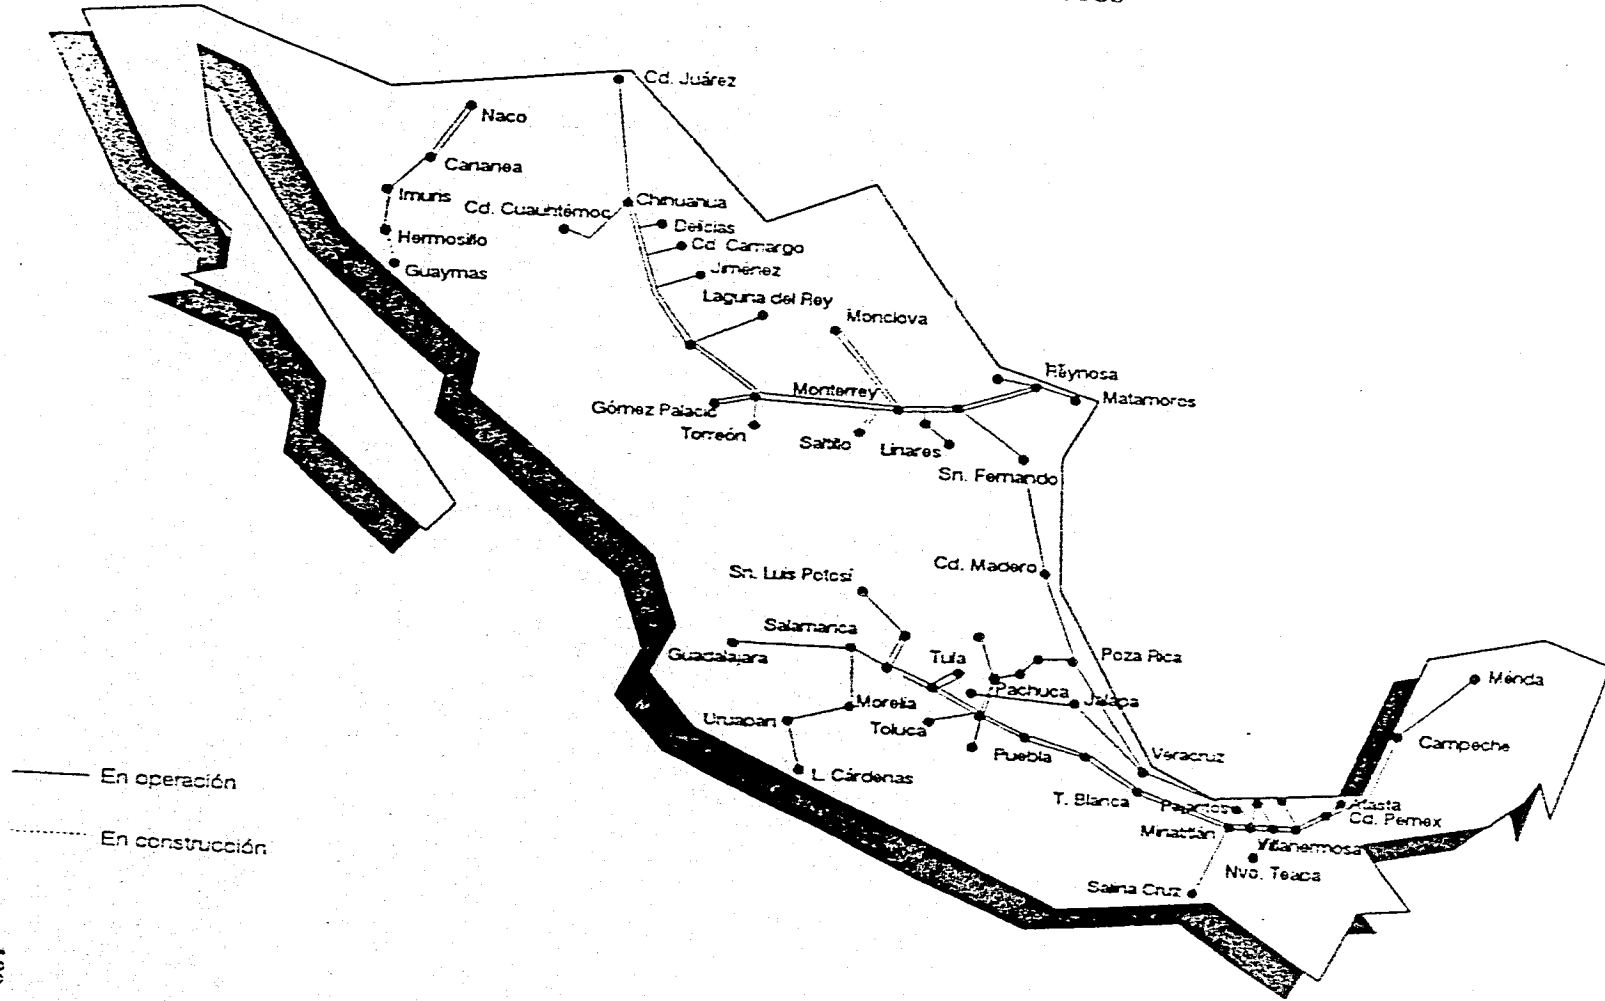 Cd. Juárez
Naco
Cananea
Imuris
Cd. Cuauhtémoc
Chihuahua
Delicias
Hermosillo
Cd. Camargo
Guaymas
Jiménez
Laguna del Rey
Monclova
Reynosa
Monterrey
Matamoros
Gómez Palacio
Torreón
Saltillo
Linares
Sn. Fernando
Cd. Madero
Sn. Luis Potosí
Salamanca
Guadalajara
Tula
Poza Rica
Pachuca
Jalapa
Mérida
Morelia
Uruapan
Toluca
Campeche
Puebla
Veracruz
L. Cárdenas
En operación
T. Blanca
Pajaritos
Atasta
Cd. Pemex
Minatitlán
En construcción
Villahermosa
Nvo. Teapa
Salina Cruz